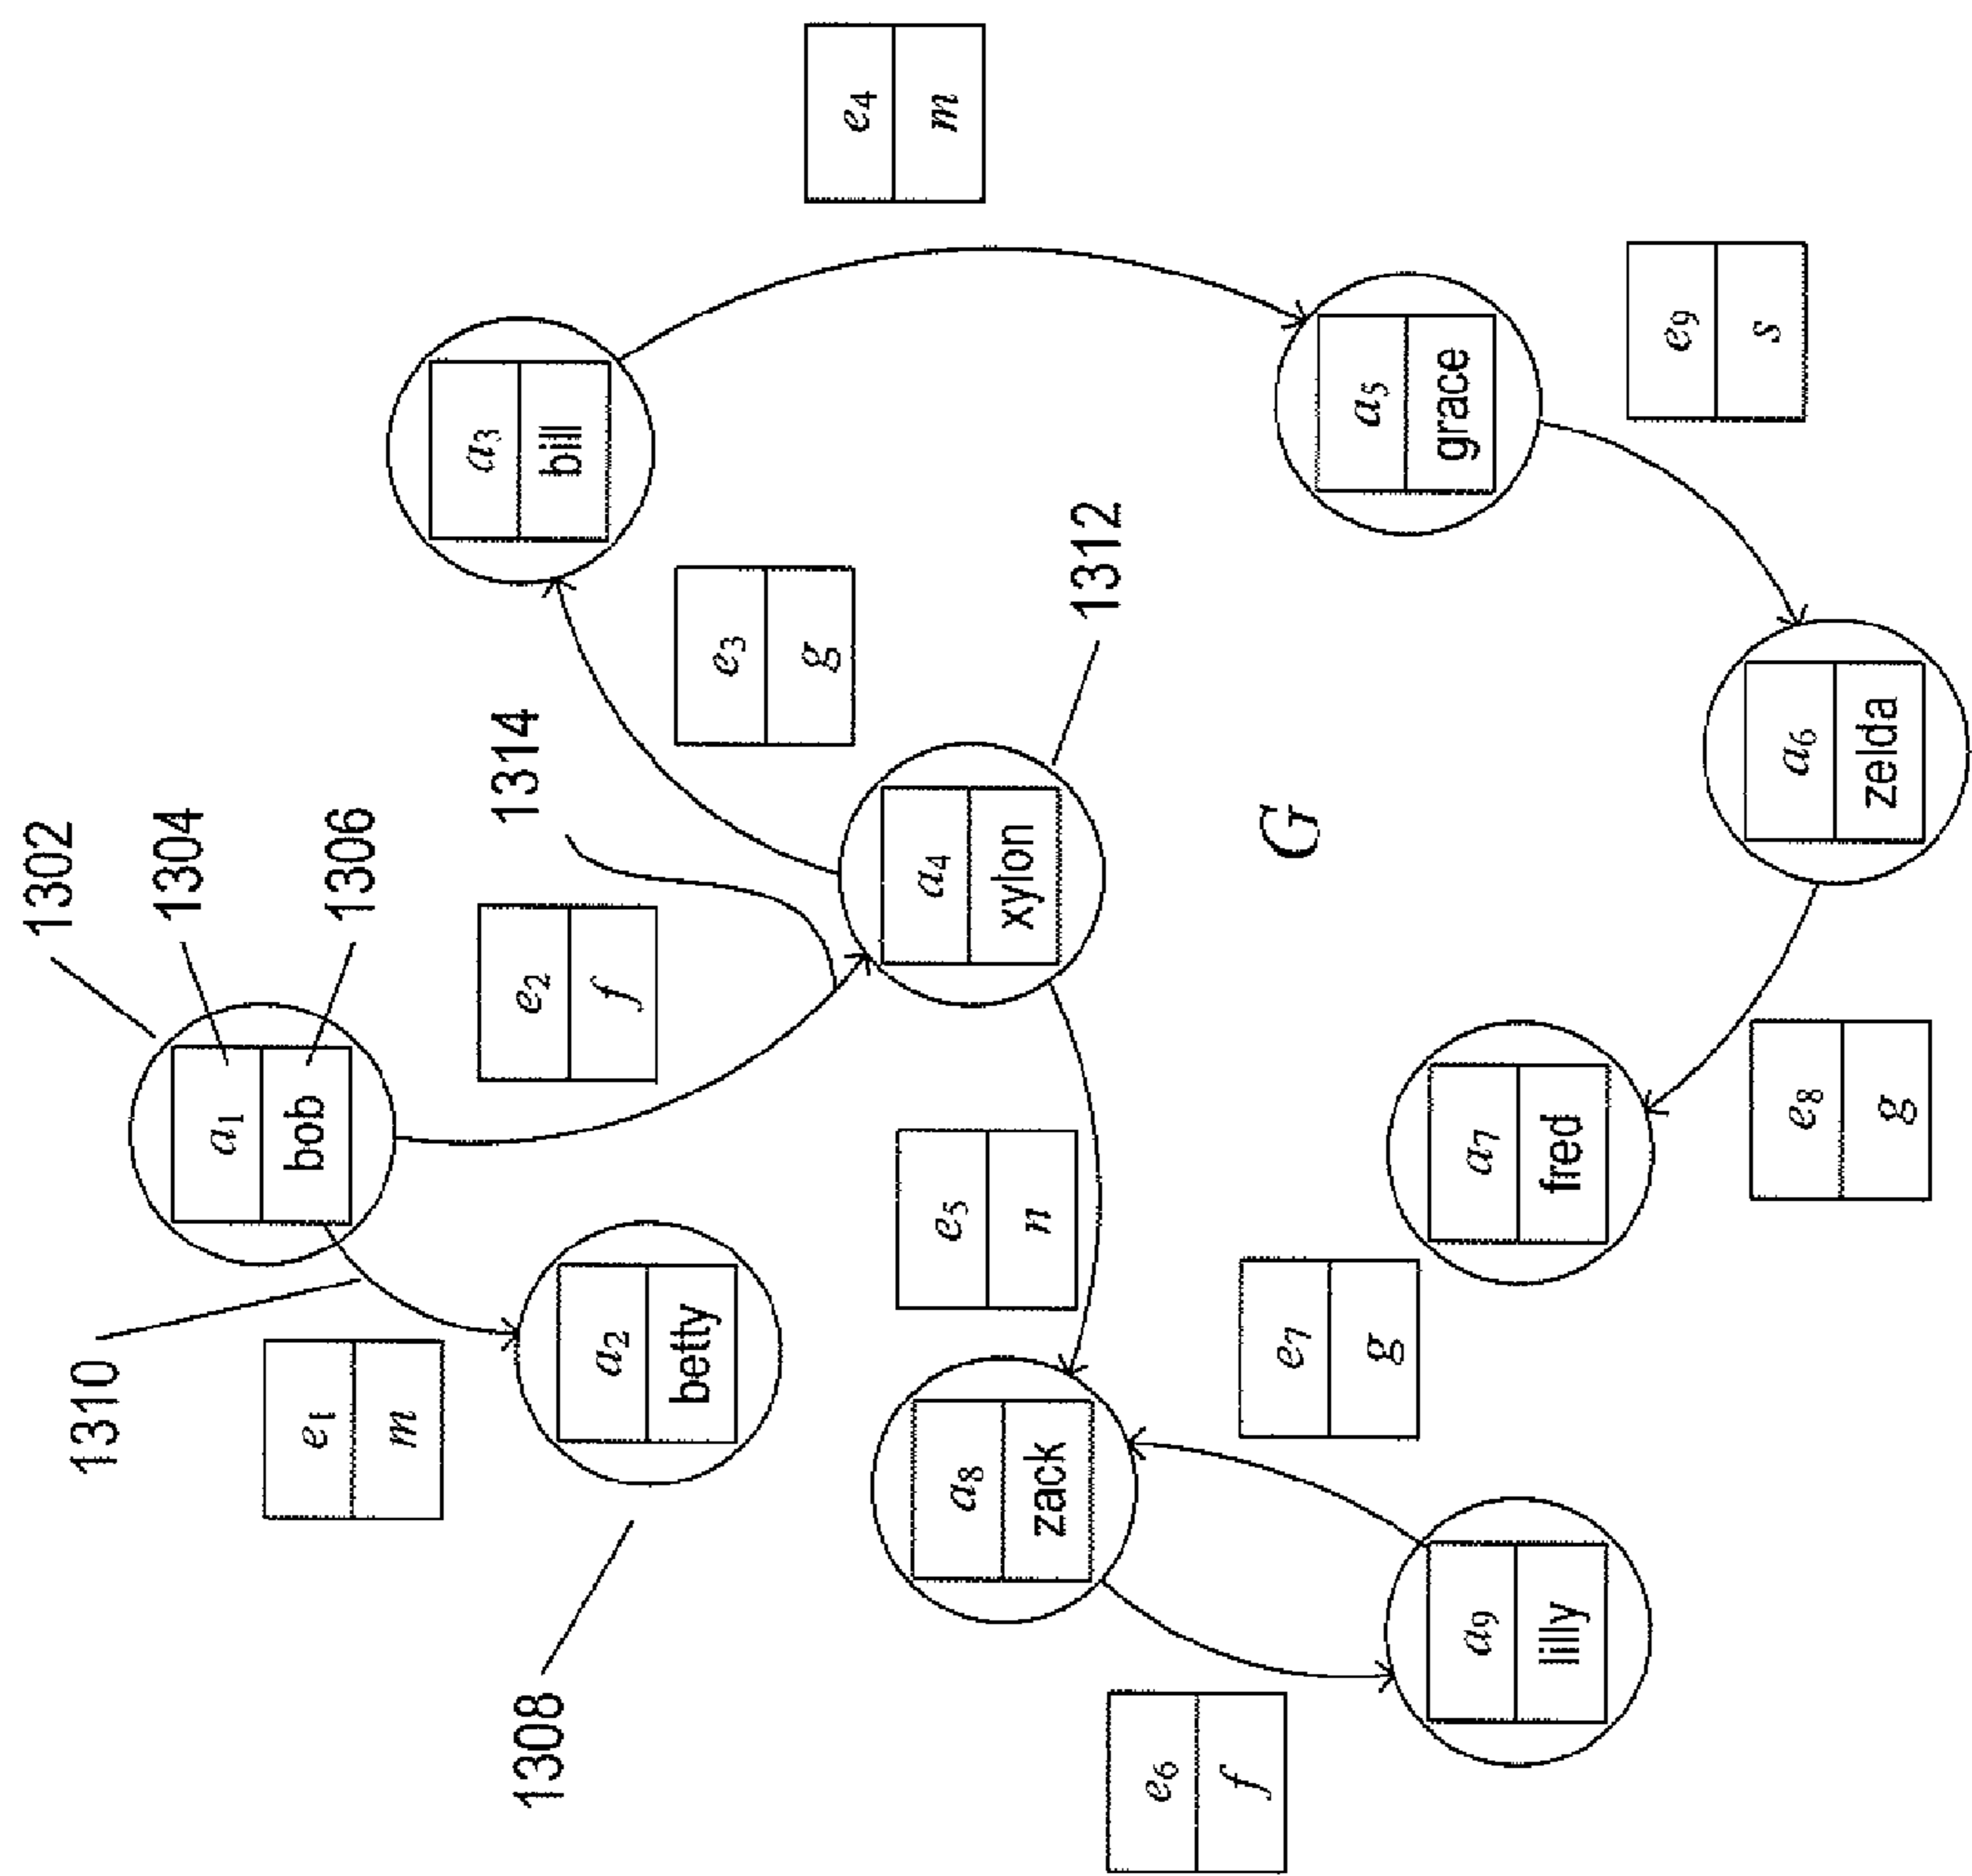 1302
1310
1304
a₁
bob
1306
e₁
m
a₃
bill
1314
e₂
f
1308
a₂
betty
e₃
g
e₄
m
a₈
zack
e₅
n
a₄
xylon
1312
e₆
f
e₇
g
G
a₅
grace
a₉
lilly
a₇
fred
e₉
s
e₈
g
a₆
zelda